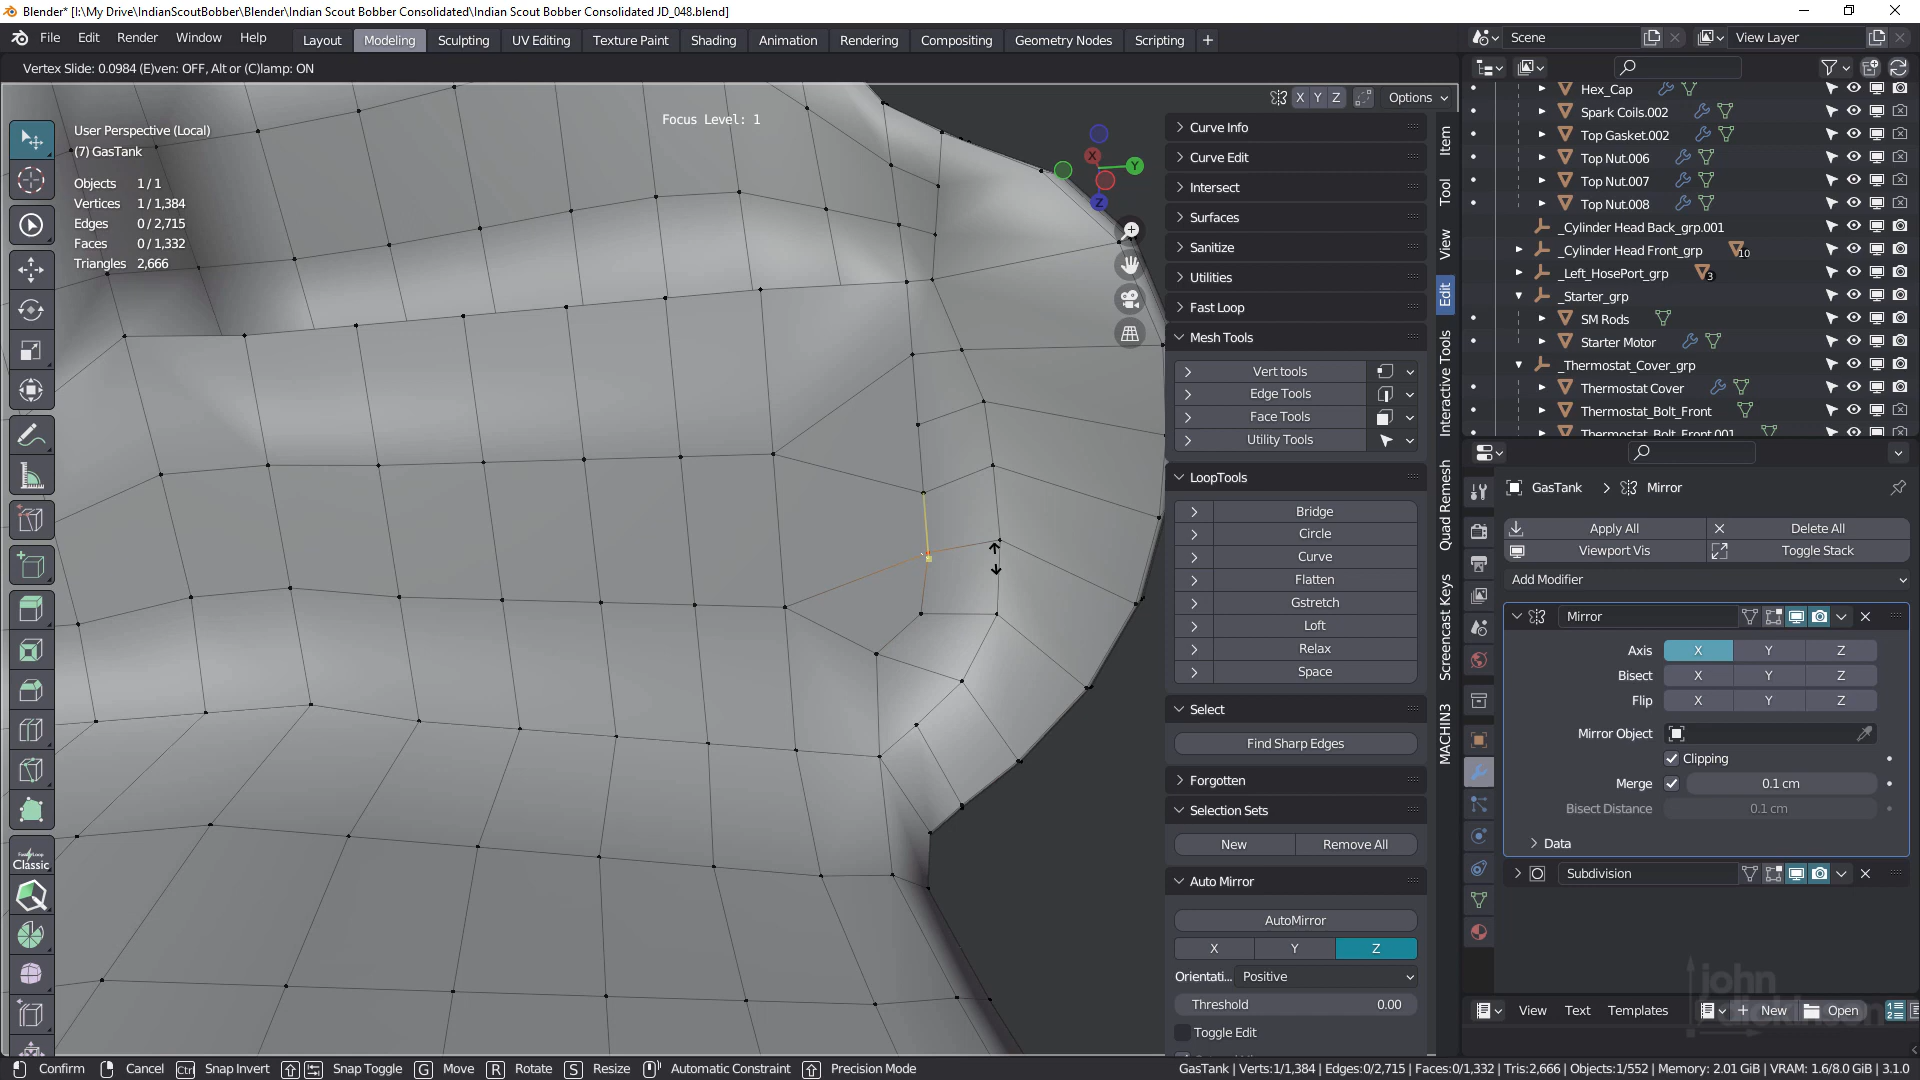 Blender* [I:\My Drive\IndianScoutBobber\Blender\Indian Scout Bobber Consolidated\Indian Scout Bobber Consolidated JD_048.blend]
File Edit Render Window Help
Layout Modeling Sculpting UV Editing Texture Paint Shading Animation Rendering Compositing Geometry Nodes Scripting +
Scene
View Layer
Vertex Slide: 0.0984 (E)ven: OFF, Alt or (C)lamp: ON
X Y Z
Options
User Perspective (Local)
(7) GasTank
Focus Level: 1
Objects 1 / 1
Vertices 1 / 1,384
Edges 0 / 2,715
Faces 0 / 1,332
Triangles 2,666
X
Y
Z
Classic
Curve Info
Curve Edit
Intersect
Surfaces
Sanitize
Utilities
Fast Loop
Mesh Tools
Vert tools
Edge Tools
Face Tools
Utility Tools
LoopTools
Bridge
Circle
Curve
Flatten
Gstretch
Loft
Relax
Space
Select
Find Sharp Edges
Forgotten
Selection Sets
New
Remove All
Auto Mirror
AutoMirror
X Y Z
Orientati... Positive
Threshold 0.00
Toggle Edit
Item
Tool
View
Edit
Interactive Tools
Quad Remesh
Screencast Keys
MACHIN3
Hex_Cap
Spark Coils.002
Top Gasket.002
Top Nut.006
Top Nut.007
Top Nut.008
_Cylinder Head Back_grp.001
_Cylinder Head Front_grp 10
_Left_HosePort_grp 3
_Starter_grp
SM Rods
Starter Motor
_Thermostat_Cover_grp
Thermostat Cover
Thermostat_Bolt_Front
Thermostat_Bolt_Front.001
GasTank > Mirror
Apply All
Delete All
Viewport Vis
Toggle Stack
Add Modifier
Mirror
Axis X Y Z
Bisect X Y Z
Flip X Y Z
Mirror Object
Clipping
Merge 0.1 cm
Bisect Distance 0.1 cm
Data
Subdivision
john
dickinson
View Text Templates New Open
Confirm Cancel Ctrl Snap Invert Snap Toggle G Move R Rotate S Resize Automatic Constraint Precision Mode
GasTank | Verts:1/1,384 | Edges:0/2,715 | Faces:0/1,332 | Tris:2,666 | Objects:1/552 | Memory: 2.01 GiB | VRAM: 1.6/8.0 GiB | 3.1.0